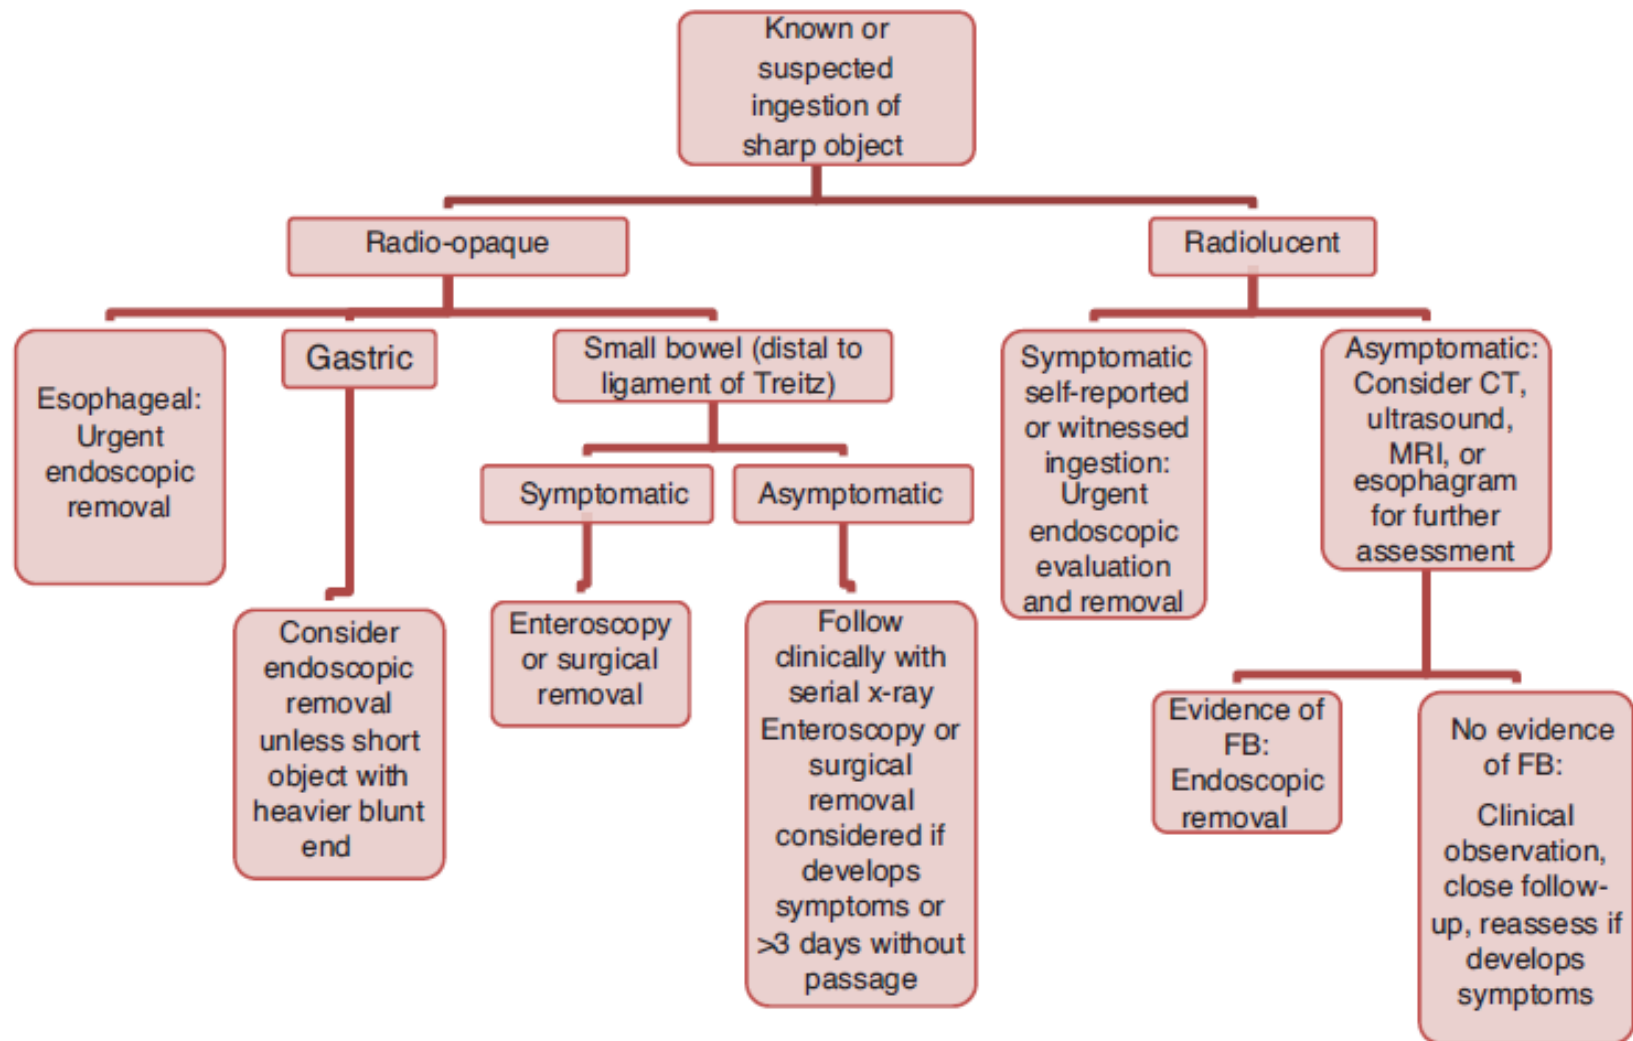 Known or
suspected
ingestion of
sharp object
Radio-opaque
Radiolucent
Esophageal:
Urgent
endoscopic
removal
Gastric
Small bowel (distal to
ligament of Treitz)
Symptomatic
self-reported
or witnessed
ingestion:
Urgent
endoscopic
evaluation
and removal
Asymptomatic:
Consider CT,
ultrasound,
MRI, or
esophagram
for further
assessment
Symptomatic
Asymptomatic
Consider
endoscopic
removal
unless short
object with
heavier blunt
end
Enteroscopy
or surgical
removal
Follow
clinically with
serial x-ray
Enteroscopy or
surgical
removal
considered if
develops
symptoms or
>3 days without
passage
Evidence of
FB:
Endoscopic
removal
No evidence
of FB:
Clinical
observation,
close follow-
up, reassess if
develops
symptoms